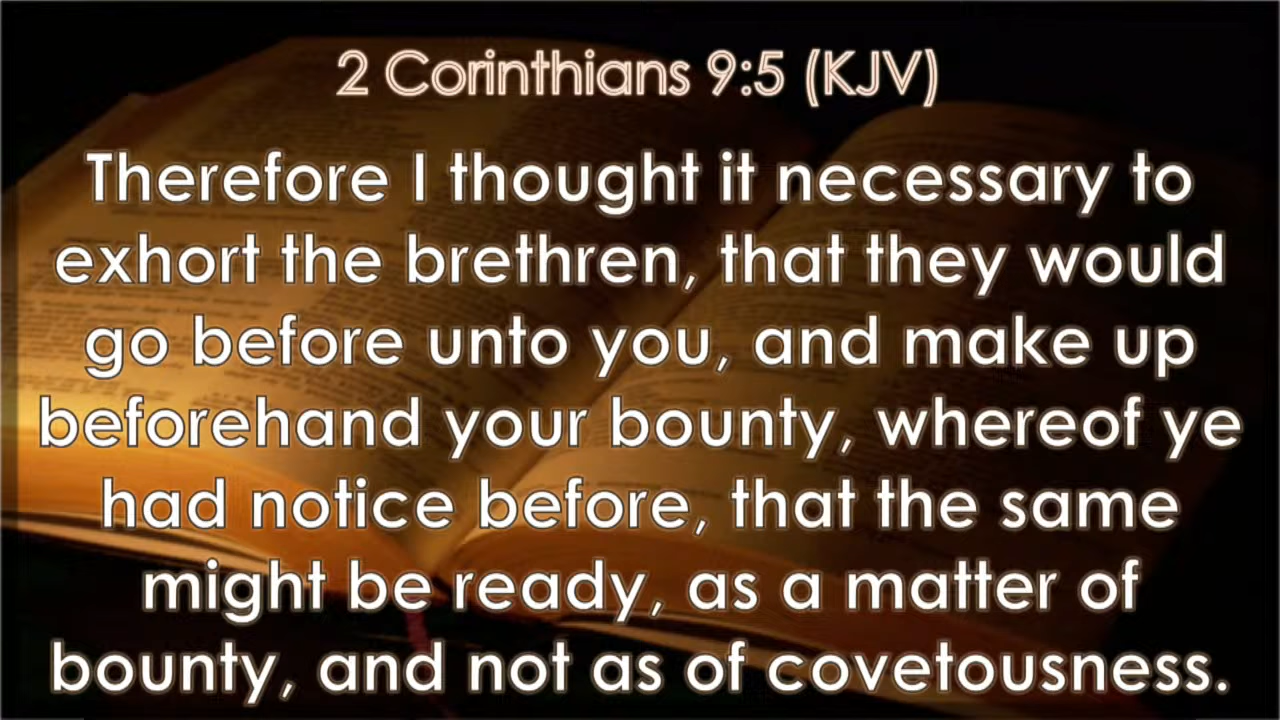 2 Corinthians 9:5 (KJV)
Therefore I thought it necessary to
exhort the brethren, that they would
go before unto you, and make up
beforehand your bounty, whereof ye
had notice before, that the same
might be ready, as a matter of
bounty, and not as of covetousness.